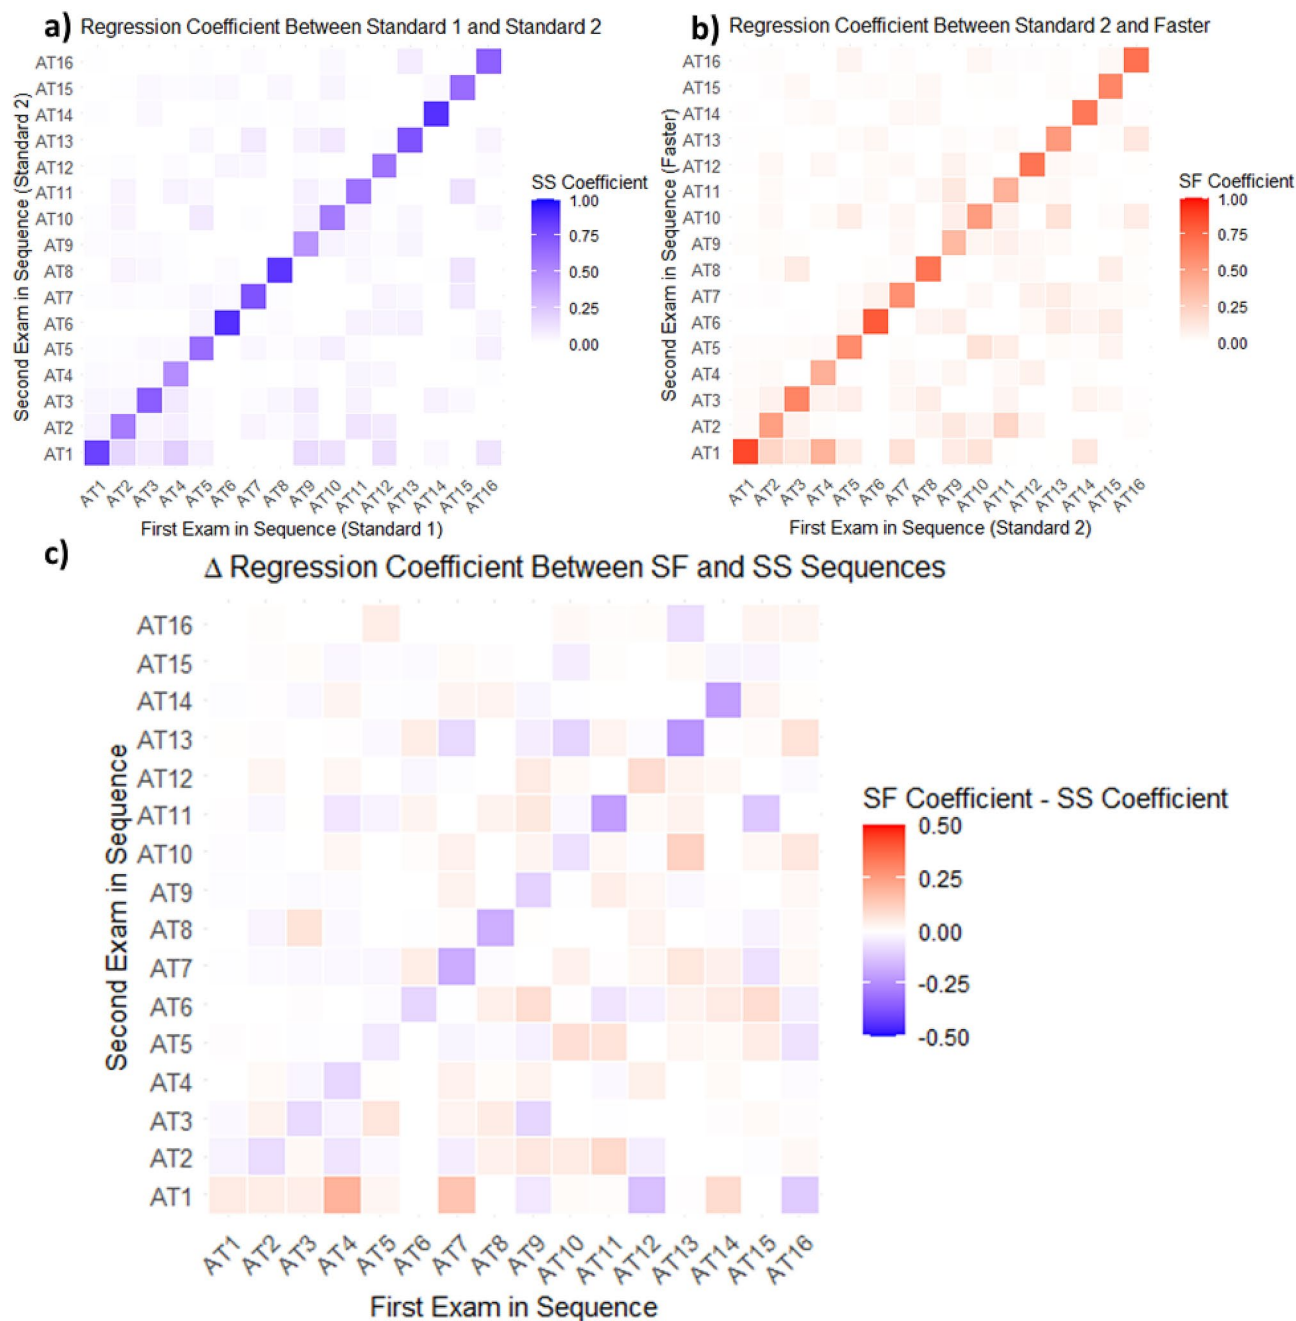 a) Regression Coefficient Between Standard 1 and Standard 2
Second Exam in Sequence (Standard 2)
AT16
AT15
AT14
AT13
AT12
AT11
AT10
AT9
AT8
AT7
AT6
AT5
AT4
AT3
AT2
AT1
AT1 AT2 AT3 AT4 AT5 AT6 AT7 AT8 AT9 AT10 AT11 AT12 AT13 AT14 AT15 AT16
First Exam in Sequence (Standard 1)
SS Coefficient
1.00
0.75
0.50
0.25
0.00
b) Regression Coefficient Between Standard 2 and Faster
Second Exam in Sequence (Faster)
AT16
AT15
AT14
AT13
AT12
AT11
AT10
AT9
AT8
AT7
AT6
AT5
AT4
AT3
AT2
AT1
AT1 AT2 AT3 AT4 AT5 AT6 AT7 AT8 AT9 AT10 AT11 AT12 AT13 AT14 AT15 AT16
First Exam in Sequence (Standard 2)
SF Coefficient
1.00
0.75
0.50
0.25
0.00
c)
Δ Regression Coefficient Between SF and SS Sequences
Second Exam in Sequence
AT16
AT15
AT14
AT13
AT12
AT11
AT10
AT9
AT8
AT7
AT6
AT5
AT4
AT3
AT2
AT1
AT1 AT2 AT3 AT4 AT5 AT6 AT7 AT8 AT9 AT10 AT11 AT12 AT13 AT14 AT15 AT16
First Exam in Sequence
SF Coefficient - SS Coefficient
0.50
0.25
0.00
-0.25
-0.50